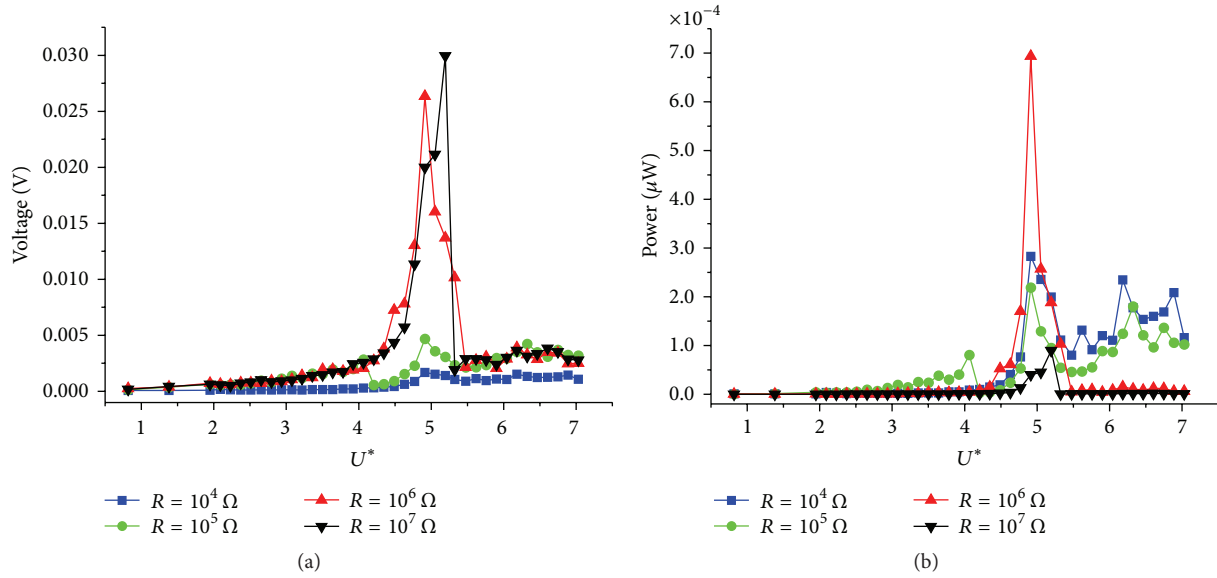 0.030
0.025
0.020
0.015
0.010
0.005
0.000
Voltage (V)
1 2 3 4 5 6 7
U*
R = 10⁴ Ω
R = 10⁵ Ω
R = 10⁶ Ω
R = 10⁷ Ω
(a)
×10⁻⁴
7.0
6.0
5.0
4.0
3.0
2.0
1.0
0.0
Power (μW)
1 2 3 4 5 6 7
U*
R = 10⁴ Ω
R = 10⁵ Ω
R = 10⁶ Ω
R = 10⁷ Ω
(b)